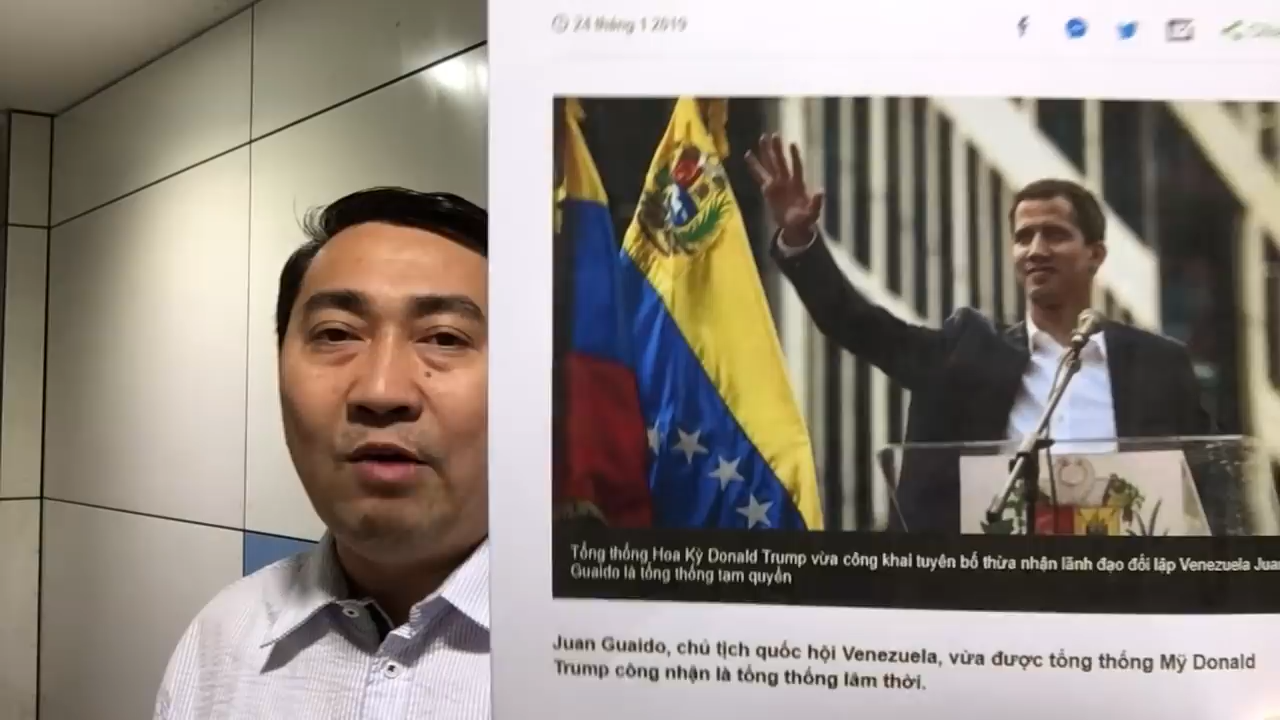 24 tháng 1 2019
Tổng thống Hoa Kỳ Donald Trump vừa công khai tuyên bố thừa nhận lãnh đạo đối lập Venezuela Jua
Guaido là tổng thống tạm quyền
Juan Guaido, chủ tịch quốc hội Venezuela, vừa được tổng thống Mỹ Donald
Trump công nhận là tổng thống lâm thời.